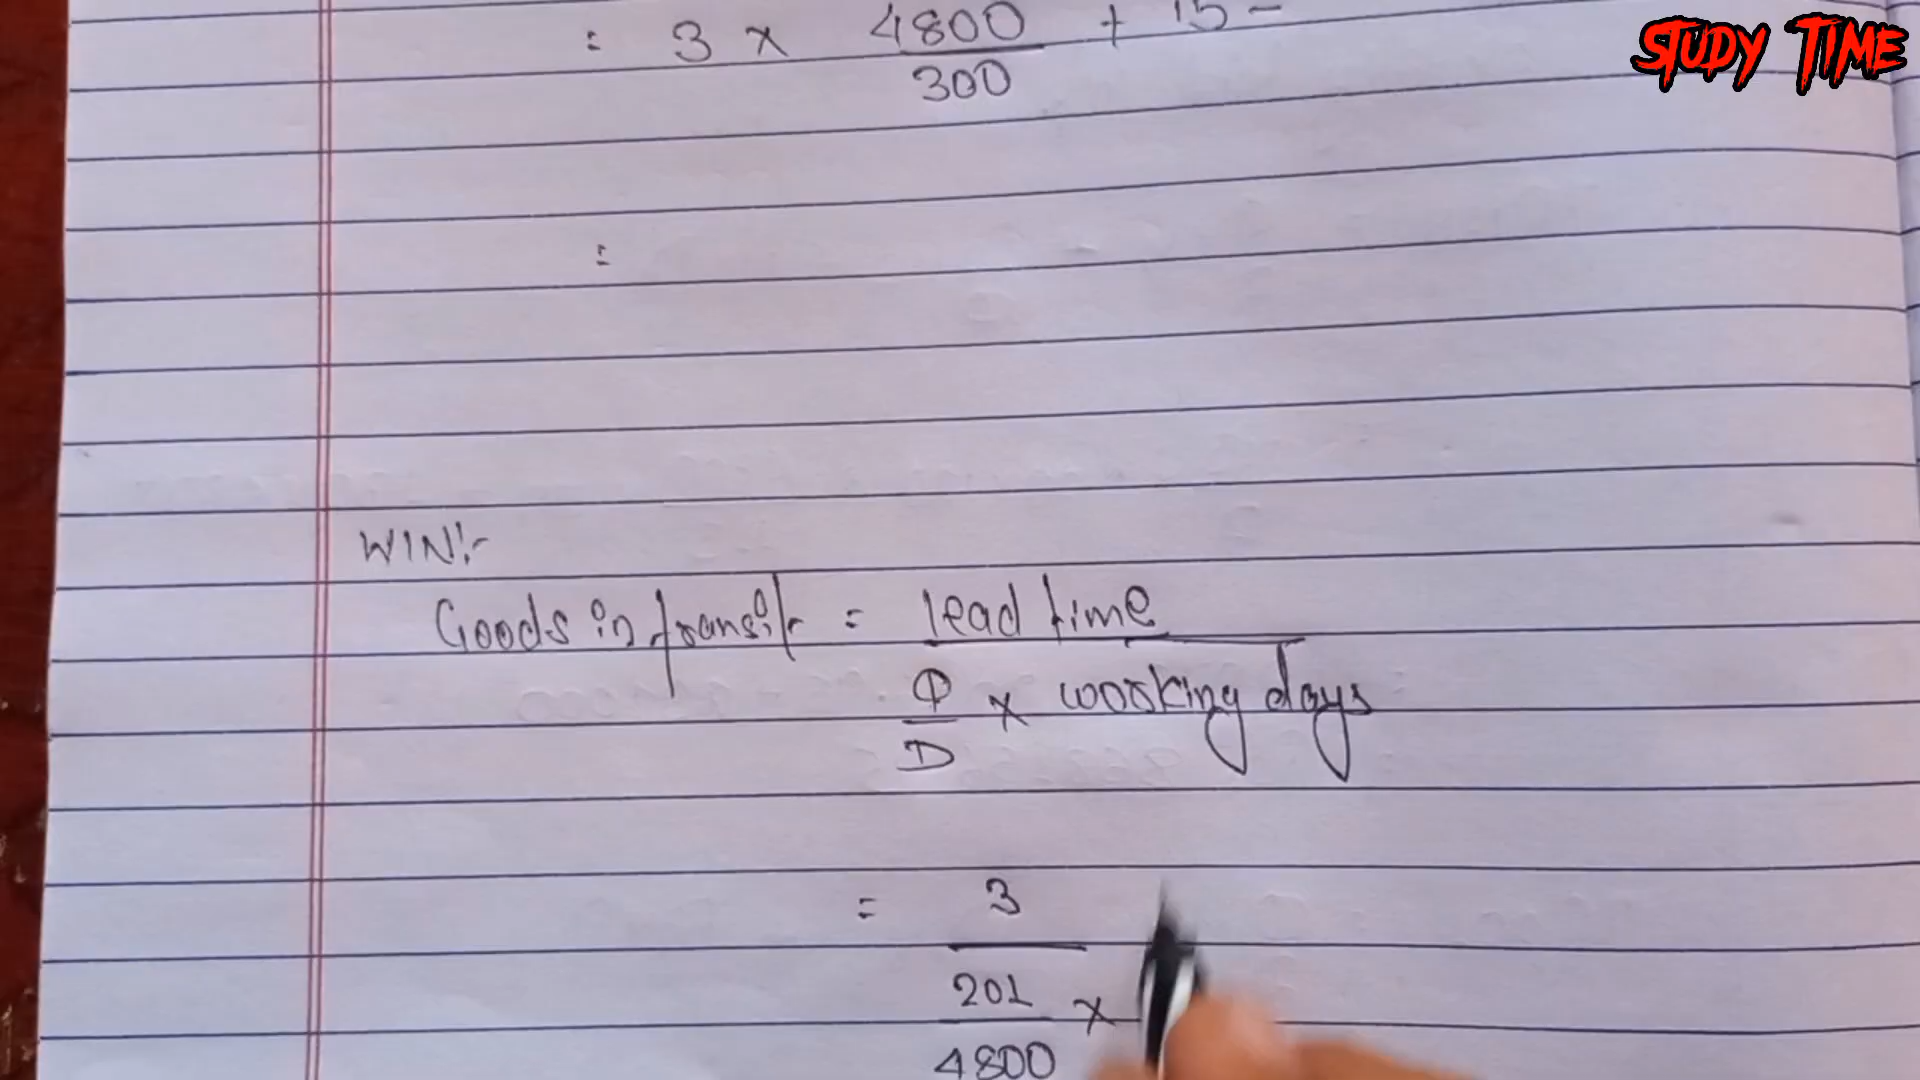 STUDY TIME
= 3 × 4800 / 300 + 15 -
=
WIN:-
Goods in transit = lead time
Q / D × working days
= 3
201 / 4800 ×